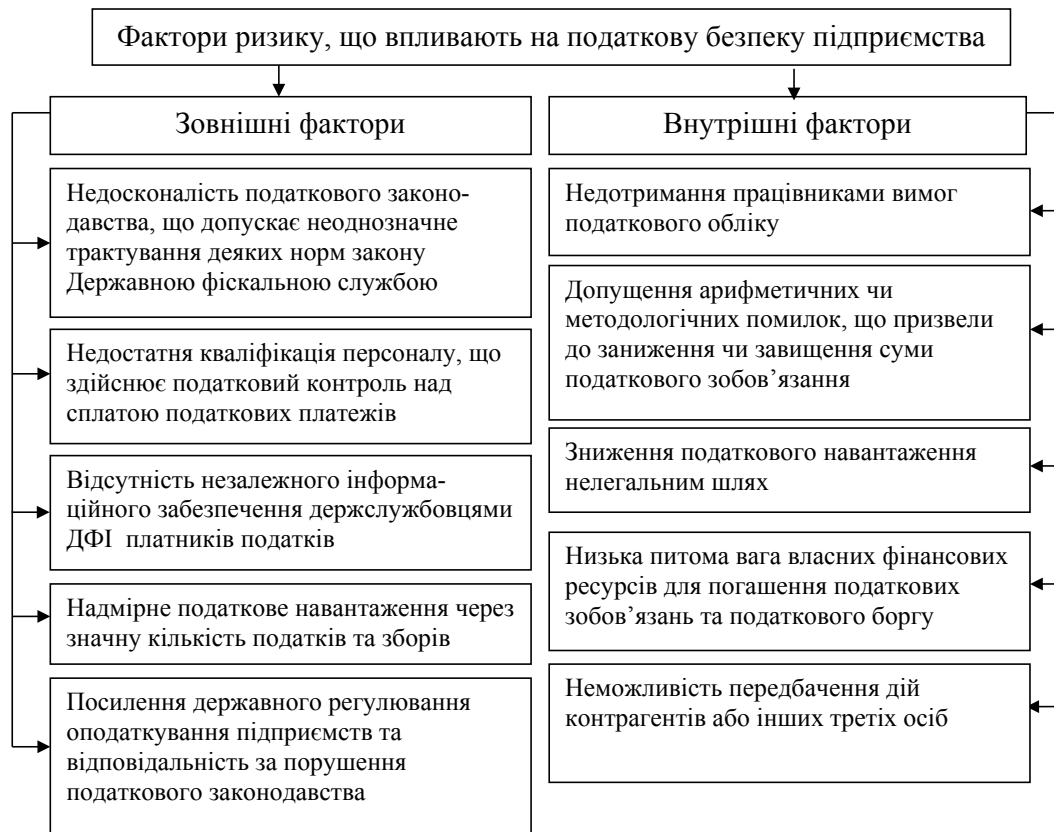 Фактори ризику, що впливають на податкову безпеку підприємства
Зовнішні фактори
Недосконалість податкового законо-
давства, що допускає неоднозначне
трактування деяких норм закону
Державною фіскальною службою
Недостатня кваліфікація персоналу, що
здійснює податковий контроль над
сплатою податкових платежів
Відсутність незалежного інформа-
ційного забезпечення держслужбовцями
ДФІ платників податків
Надмірне податкове навантаження через
значну кількість податків та зборів
Посилення державного регулювання
оподаткування підприємств та
відповідальність за порушення
податкового законодавства
Внутрішні фактори
Недотримання працівниками вимог
податкового обліку
Допущення арифметичних чи
методологічних помилок, що призвели
до заниження чи завищення суми
податкового зобов’язання
Зниження податкового навантаження
нелегальним шлях
Низька питома вага власних фінансових
ресурсів для погашення податкових
зобов’язань та податкового боргу
Неможливість передбачення дій
контрагентів або інших третіх осіб